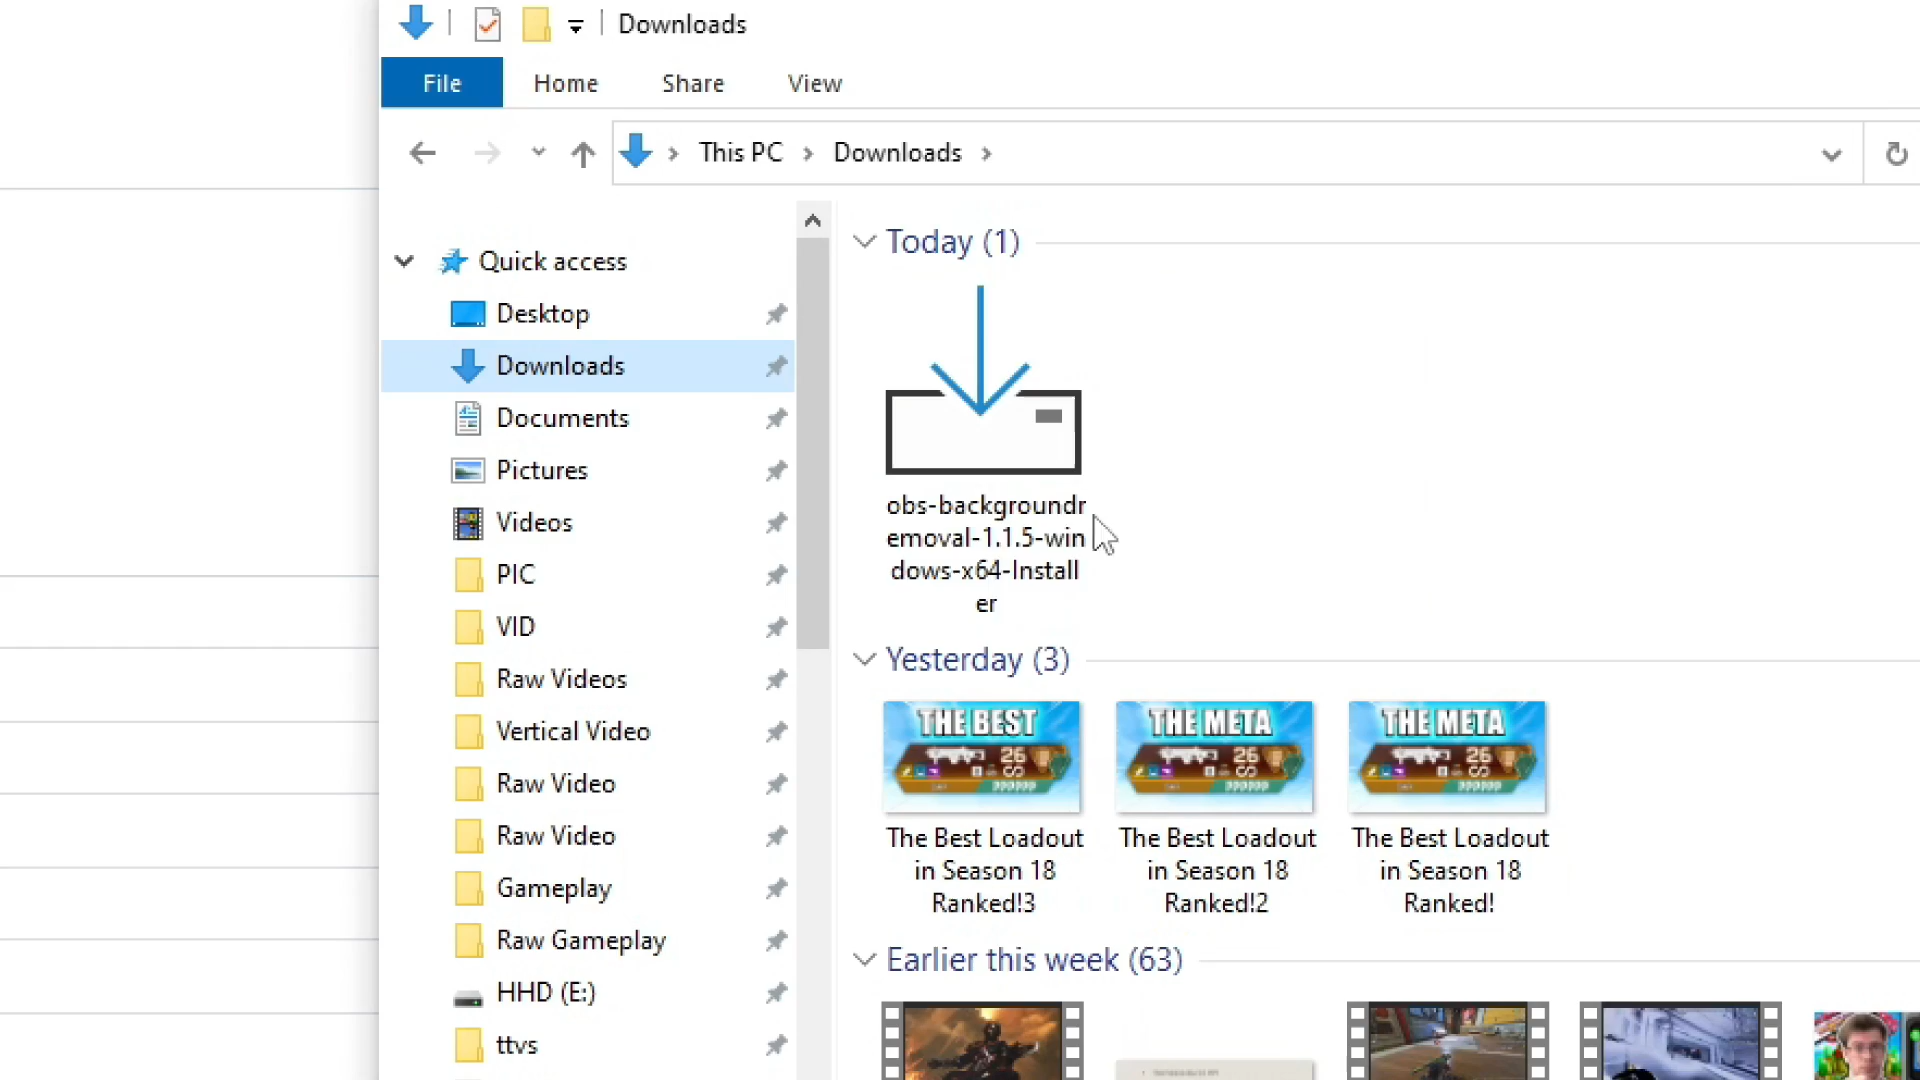 Downloads
File Home Share View
This PC Downloads
Quick access
Desktop
Downloads
Documents
Pictures
Videos
PIC
VID
Raw Videos
Vertical Video
Raw Video
Raw Video
Gameplay
Raw Gameplay
HHD (E:)
ttvs
Today (1)
obs-backgroundr
emoval-1.1.5-win
dows-x64-Install
er
Yesterday (3)
THE BEST
26
The Best Loadout
in Season 18
Ranked!3
THE META
26
The Best Loadout
in Season 18
Ranked!2
THE META
26
The Best Loadout
in Season 18
Ranked!
Earlier this week (63)